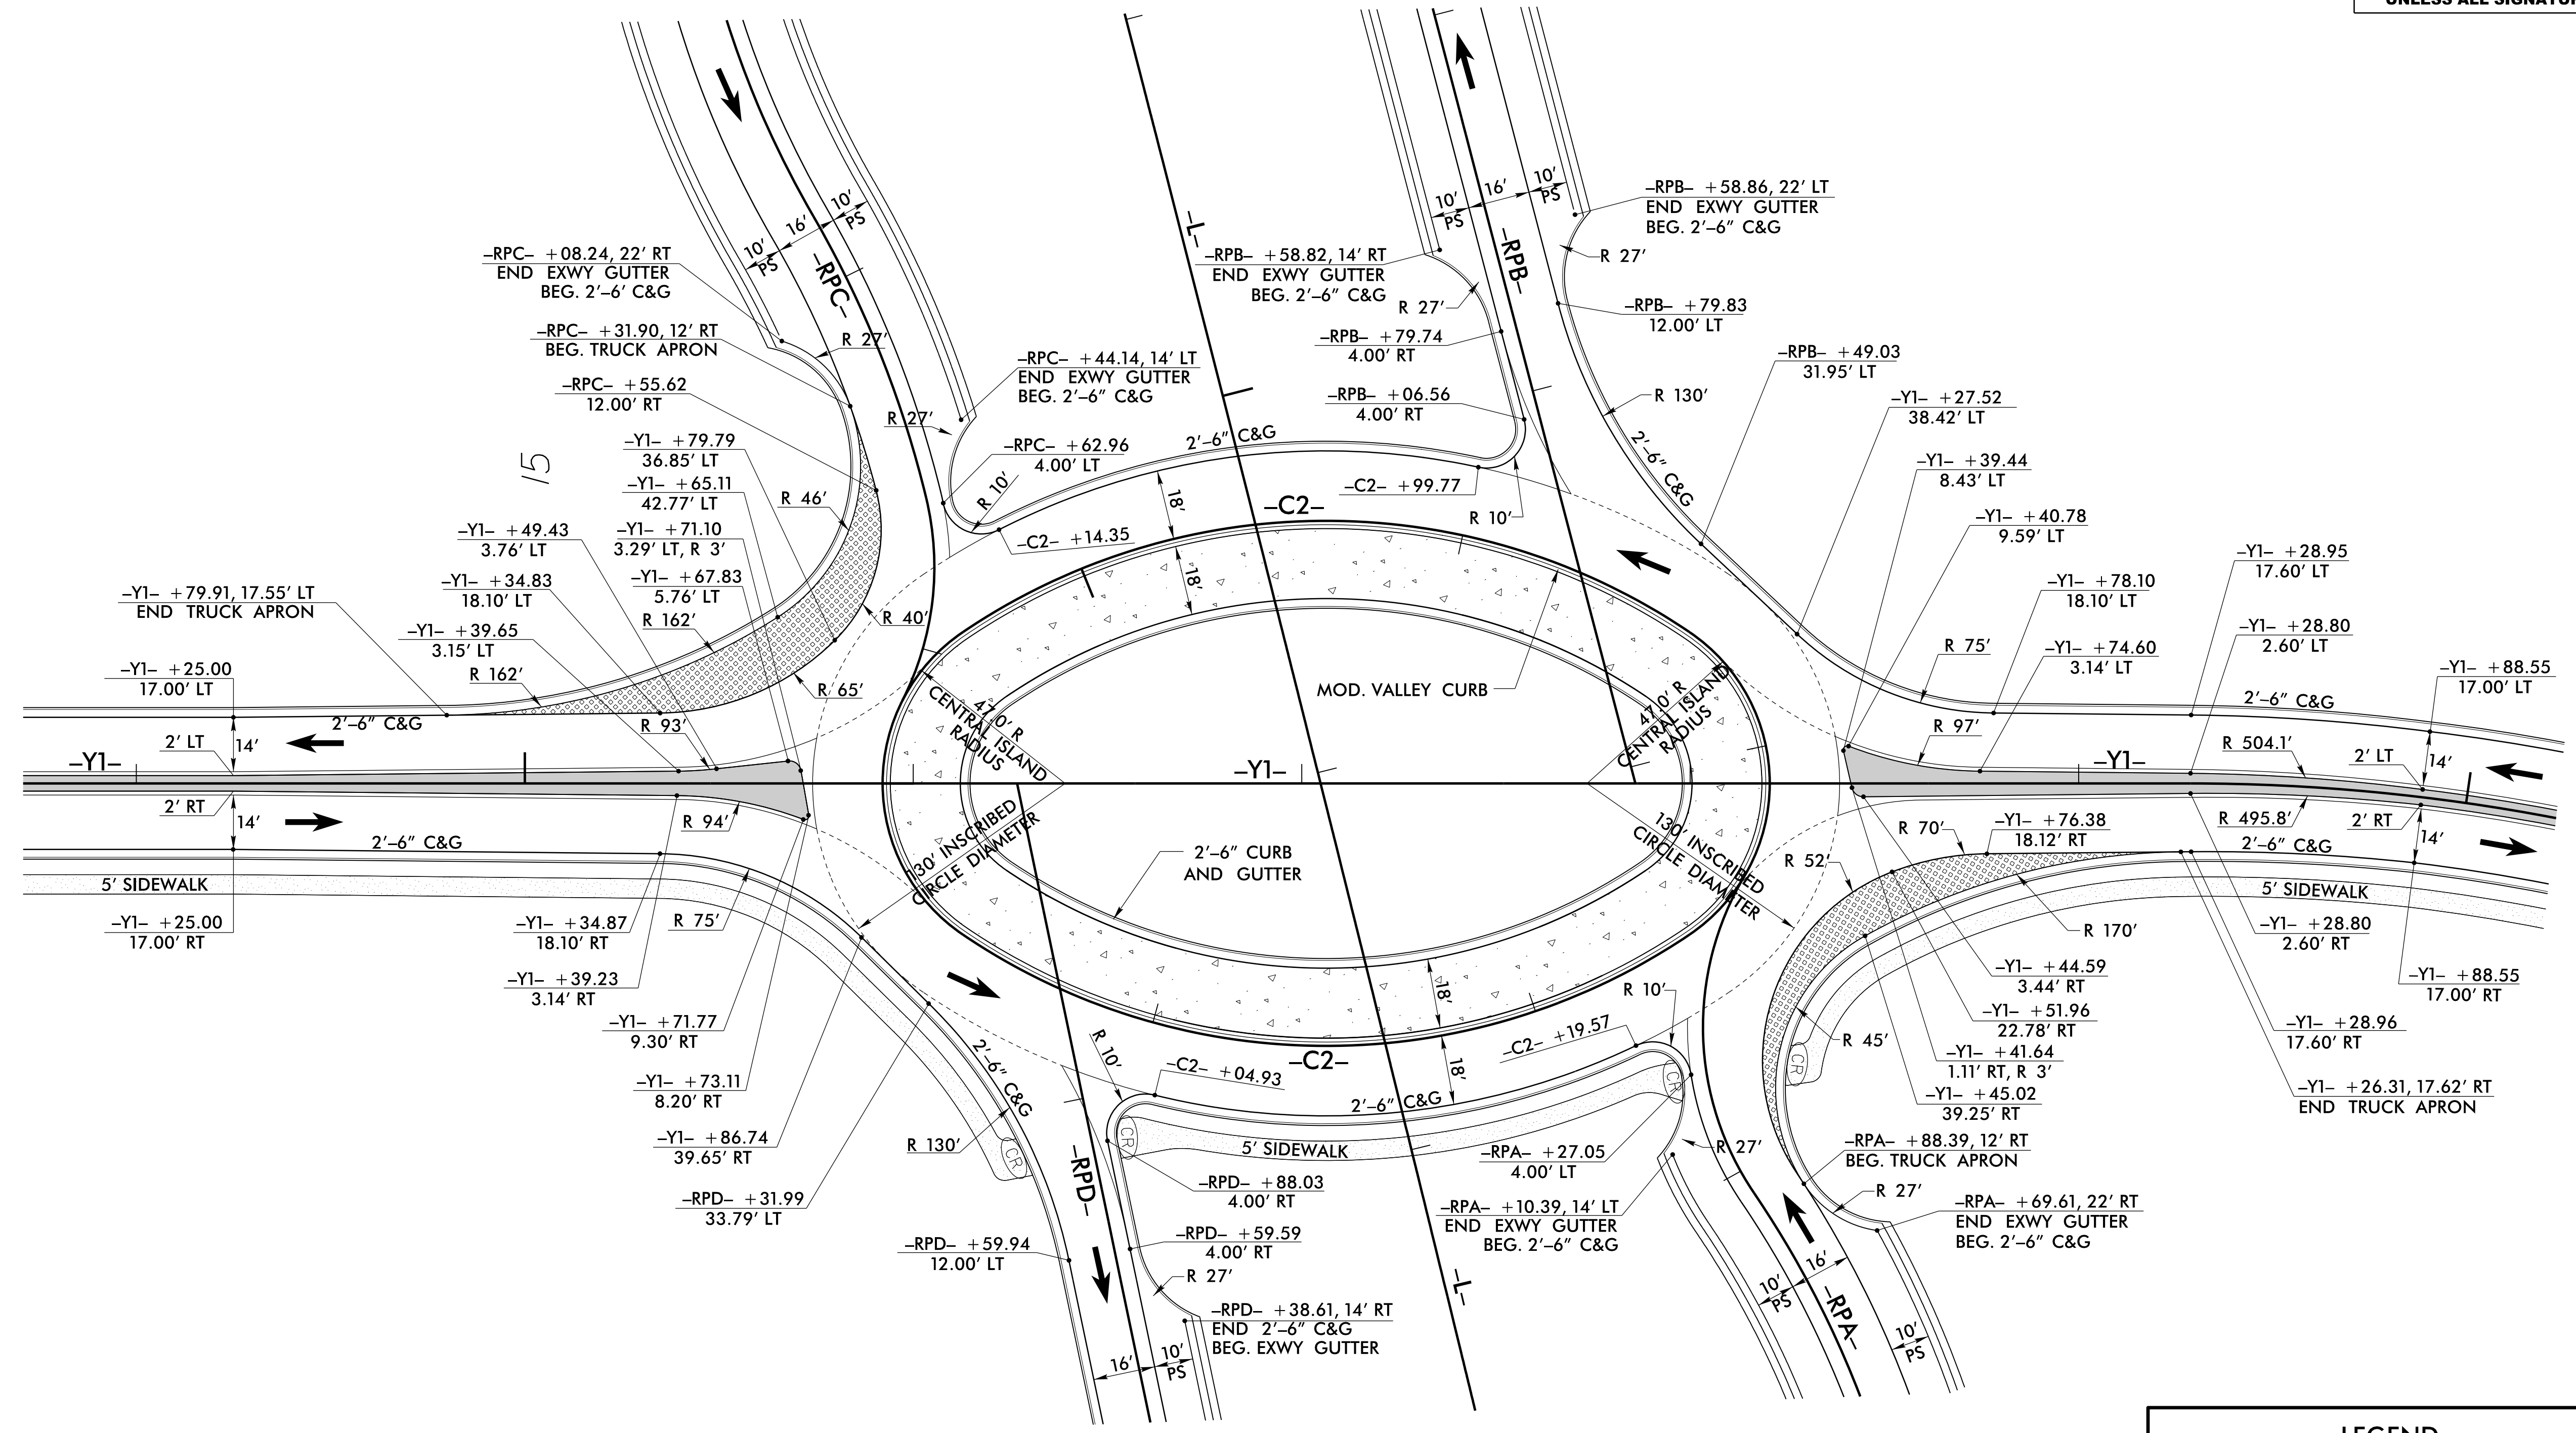 UNLESS ALL SIGNATUR
10'
PS
16'
10'
PS
–RPC–
–L–
10'
PS
16'
10'
PS
–RPB–
–RPB– +58.86, 22' LT
END EXWY GUTTER
BEG. 2'–6" C&G
R 27'
–RPC– +08.24, 22' RT
END EXWY GUTTER
BEG. 2'–6' C&G
–RPB– +58.82, 14' RT
END EXWY GUTTER
BEG. 2'–6" C&G
R 27'
–RPB– +79.83
12.00' LT
–RPC– +31.90, 12' RT
BEG. TRUCK APRON
R 27'
–RPB– +79.74
4.00' RT
–RPC– +44.14, 14' LT
END EXWY GUTTER
BEG. 2'–6" C&G
–RPB– +49.03
31.95' LT
–RPC– +55.62
12.00' RT
R 27'
–RPB– +06.56
4.00' RT
R 130'
–Y1– +27.52
38.42' LT
–Y1– +79.79
36.85' LT
–RPC– +62.96
4.00' LT
2'–6" C&G
2'–6" C&G
15
–Y1– +65.11
42.77' LT
R 46'
R 10'
18'
–C2– +99.77
–Y1– +39.44
8.43' LT
–C2–
R 10'
–Y1– +49.43
3.76' LT
–Y1– +71.10
3.29' LT, R 3'
–C2– +14.35
–Y1– +40.78
9.59' LT
–Y1– +28.95
17.60' LT
–Y1– +34.83
18.10' LT
–Y1– +67.83
5.76' LT
18'
–Y1– +78.10
18.10' LT
–Y1– +79.91, 17.55' LT
END TRUCK APRON
R 162'
R 40'
–Y1– +28.80
2.60' LT
–Y1– +39.65
3.15' LT
R 75'
–Y1– +74.60
3.14' LT
–Y1– +25.00
17.00' LT
R 162'
R 65'
MOD. VALLEY CURB
–Y1– +88.55
17.00' LT
47.0' R
CENTRAL ISLAND
RADIUS
47.0' R
CENTRAL ISLAND
RADIUS
2'–6" C&G
R 93'
2'–6" C&G
14'
2' LT
R 97'
R 504.1'
2' LT
14'
–Y1–
–Y1–
–Y1–
2' RT
14'
R 94'
130' INSCRIBED
CIRCLE DIAMETER
130' INSCRIBED
CIRCLE DIAMETER
R 70'
–Y1– +76.38
18.12' RT
R 495.8'
2' RT
14'
2'–6" C&G
2'–6" C&G
2'–6" CURB
AND GUTTER
R 52'
5' SIDEWALK
5' SIDEWALK
–Y1– +25.00
17.00' RT
–Y1– +34.87
18.10' RT
R 75'
R 170'
–Y1– +28.80
2.60' RT
–Y1– +39.23
3.14' RT
18'
R 10'
–Y1– +44.59
3.44' RT
–Y1– +88.55
17.00' RT
–Y1– +71.77
9.30' RT
2'–6" C&G
R 10'
–C2–
–C2– +19.57
–Y1– +51.96
22.78' RT
–Y1– +28.96
17.60' RT
R 45'
–C2– +04.93
18'
CR
CR
–Y1– +41.64
1.11' RT, R 3'
–Y1– +73.11
8.20' RT
2'–6" C&G
–Y1– +45.02
39.25' RT
–Y1– +26.31, 17.62' RT
END TRUCK APRON
–Y1– +86.74
39.65' RT
R 130'
CR
CR
5' SIDEWALK
–RPA– +27.05
4.00' LT
R 27'
–RPA– +88.39, 12' RT
BEG. TRUCK APRON
–RPD–
–RPD– +31.99
33.79' LT
–RPD– +88.03
4.00' RT
–RPA– +10.39, 14' LT
END EXWY GUTTER
BEG. 2'–6" C&G
R 27'
–RPA– +69.61, 22' RT
END EXWY GUTTER
BEG. 2'–6" C&G
–RPD– +59.94
12.00' LT
–RPD– +59.59
4.00' RT
R 27'
–L–
10'
PS
16'
–RPA–
10'
PS
–RPD– +38.61, 14' RT
END 2'–6" C&G
BEG. EXWY GUTTER
16'
10'
PS
LEGEND